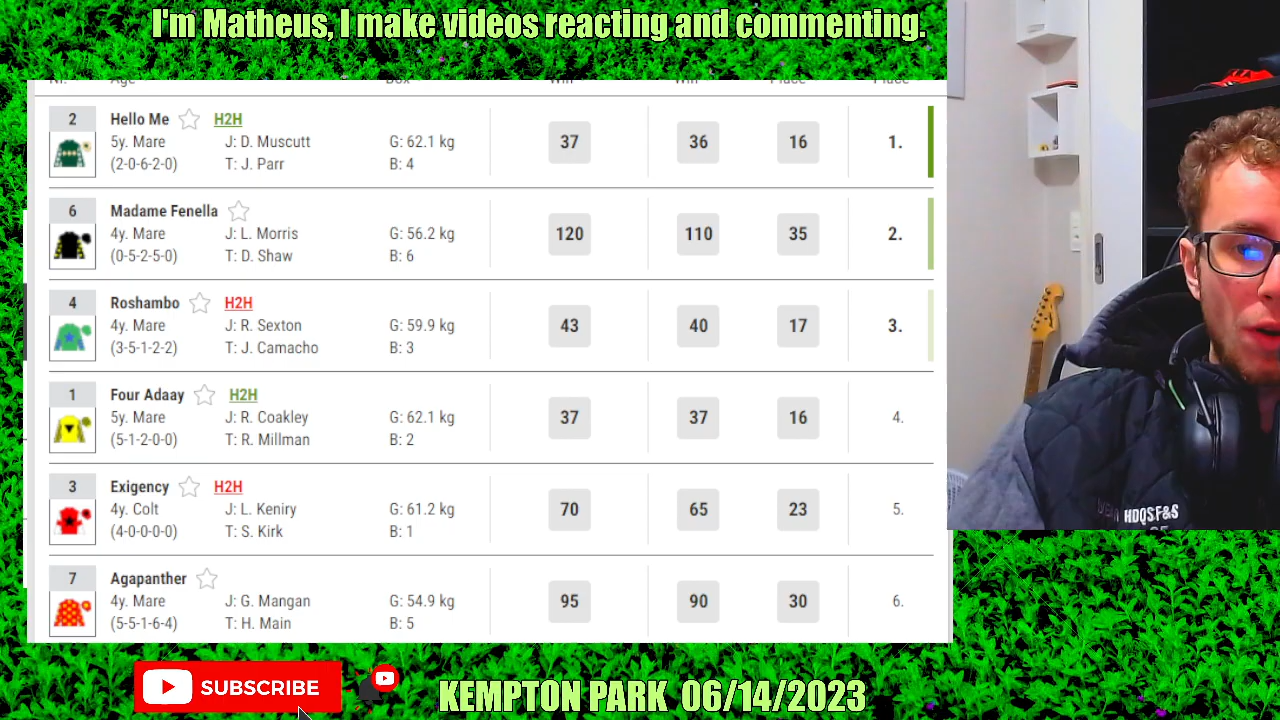 I'm Matheus, I make videos reacting and commenting.
Nr. Age Box Win Win Place Place
2 Hello Me H2H
5y. Mare J: D. Muscutt G: 62.1 kg 37 36 16 1.
(2-0-6-2-0) T: J. Parr B: 4
6 Madame Fenella
4y. Mare J: L. Morris G: 56.2 kg 120 110 35 2.
(0-5-2-5-0) T: D. Shaw B: 6
4 Roshambo H2H
4y. Mare J: R. Sexton G: 59.9 kg 43 40 17 3.
(3-5-1-2-2) T: J. Camacho B: 3
1 Four Adaay H2H
5y. Mare J: R. Coakley G: 62.1 kg 37 37 16 4.
(5-1-2-0-0) T: R. Millman B: 2
3 Exigency H2H
4y. Colt J: L. Keniry G: 61.2 kg 70 65 23 5.
(4-0-0-0-0) T: S. Kirk B: 1
7 Agapanther
4y. Mare J: G. Mangan G: 54.9 kg 95 90 30 6.
(5-5-1-6-4) T: H. Main B: 5
HDQSF&S
SUBSCRIBE
KEMPTON PARK 06/14/2023